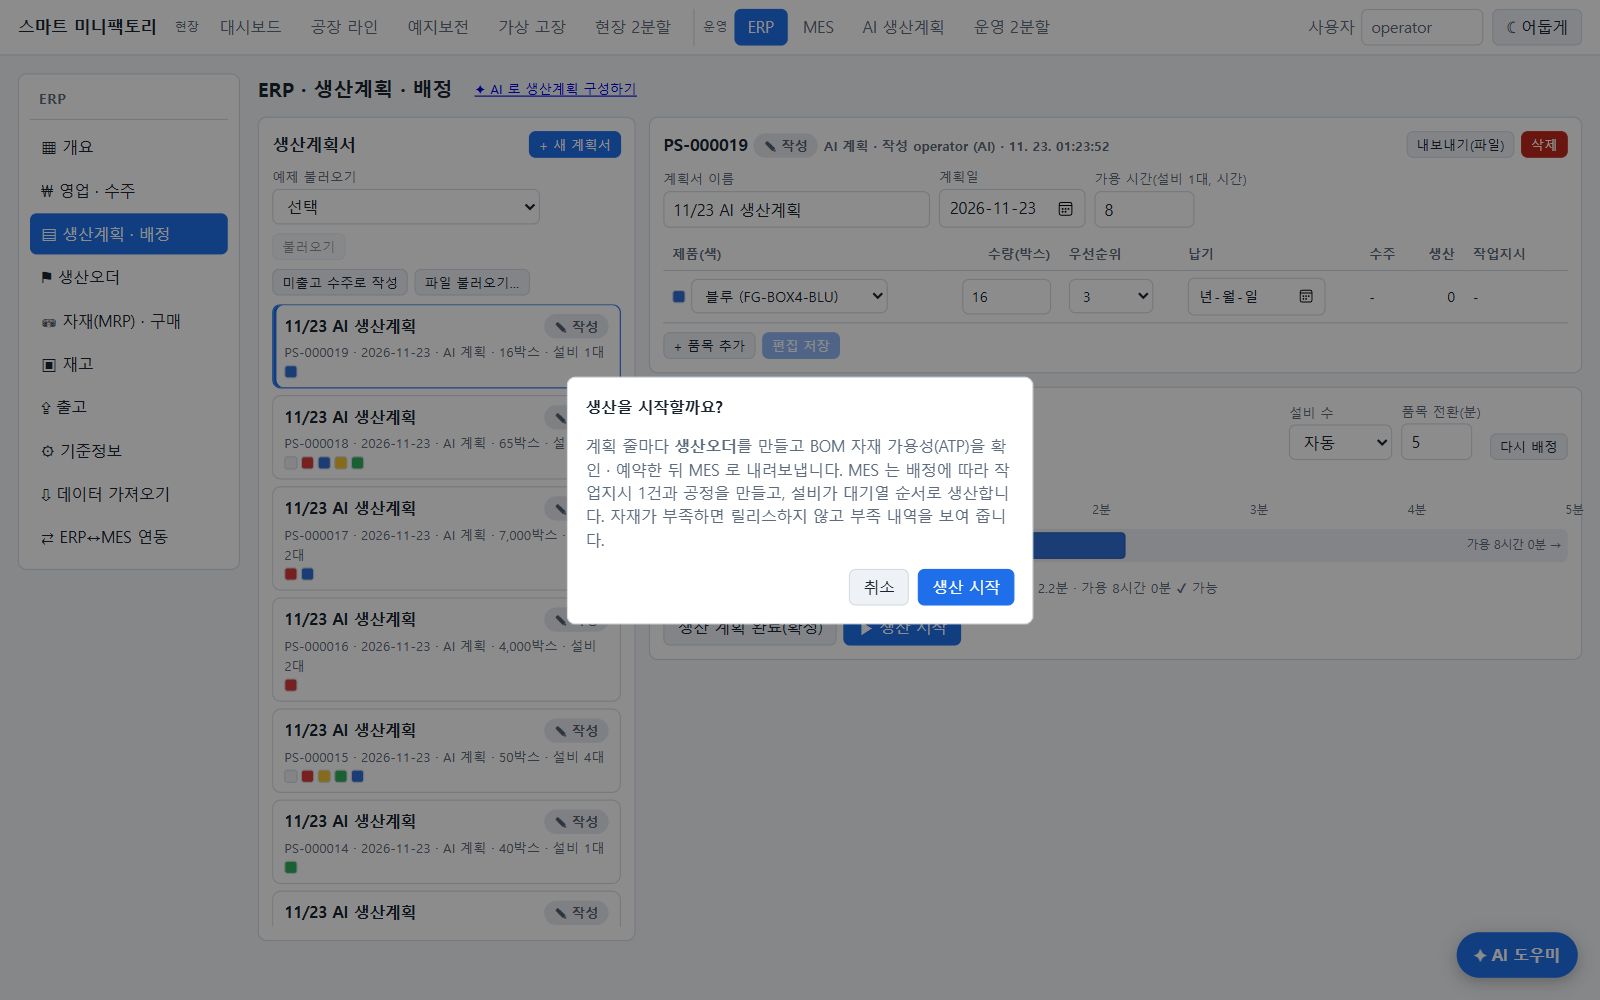 스마트 미니팩토리 현장 대시보드 공장 라인 예지보전 가상 고장 현장 2분할 운영 ERP MES AI 생산계획 운영 2분할 사용자 operator ☾ 어둡게
ERP
▦ 개요
₩ 영업 · 수주
▤ 생산계획 · 배정
⚑ 생산오더
자재(MRP) · 구매
▣ 재고
⇪ 출고
⚙ 기준정보
⇩ 데이터 가져오기
⇄ ERP↔MES 연동
ERP · 생산계획 · 배정 ✦ AI 로 생산계획 구성하기
생산계획서 + 새 계획서
예제 불러오기
선택
불러오기
미출고 수주로 작성 파일 불러오기...
11/23 AI 생산계획 ✎ 작성
PS-000019 · 2026-11-23 · AI 계획 · 16박스 · 설비 1대
11/23 AI 생산계획
PS-000018 · 2026-11-23 · AI 계획 · 65박스 · 설
11/23 AI 생산계획
PS-000017 · 2026-11-23 · AI 계획 · 7,000박스 ·
2대
11/23 AI 생산계획
PS-000016 · 2026-11-23 · AI 계획 · 4,000박스 · 설비
2대
11/23 AI 생산계획 ✎ 작성
PS-000015 · 2026-11-23 · AI 계획 · 50박스 · 설비 4대
11/23 AI 생산계획 ✎ 작성
PS-000014 · 2026-11-23 · AI 계획 · 40박스 · 설비 1대
11/23 AI 생산계획 ✎ 작성
PS-000019 ✎ 작성 AI 계획 · 작성 operator (AI) · 11. 23. 01:23:52 내보내기(파일) 삭제
계획서 이름 계획일 가용 시간(설비 1대, 시간)
11/23 AI 생산계획 2026-11-23 8
제품(색) 수량(박스) 우선순위 납기 수주 생산 작업지시
블루 (FG-BOX4-BLU) 16 3 년-월-일 - 0 -
+ 품목 추가 편집 저장
설비 수 품목 전환(분)
자동 5 다시 배정
2분 3분 4분 5분
가용 8시간 0분 →
2.2분 · 가용 8시간 0분 ✓ 가능
생산 계획 완료(확정) ▶ 생산 시작
생산을 시작할까요?
계획 줄마다 생산오더를 만들고 BOM 자재 가용성(ATP)을 확
인 · 예약한 뒤 MES 로 내려보냅니다. MES 는 배정에 따라 작
업지시 1건과 공정을 만들고, 설비가 대기열 순서로 생산합니
다. 자재가 부족하면 릴리스하지 않고 부족 내역을 보여 줍니
다.
취소 생산 시작
✦ AI 도우미